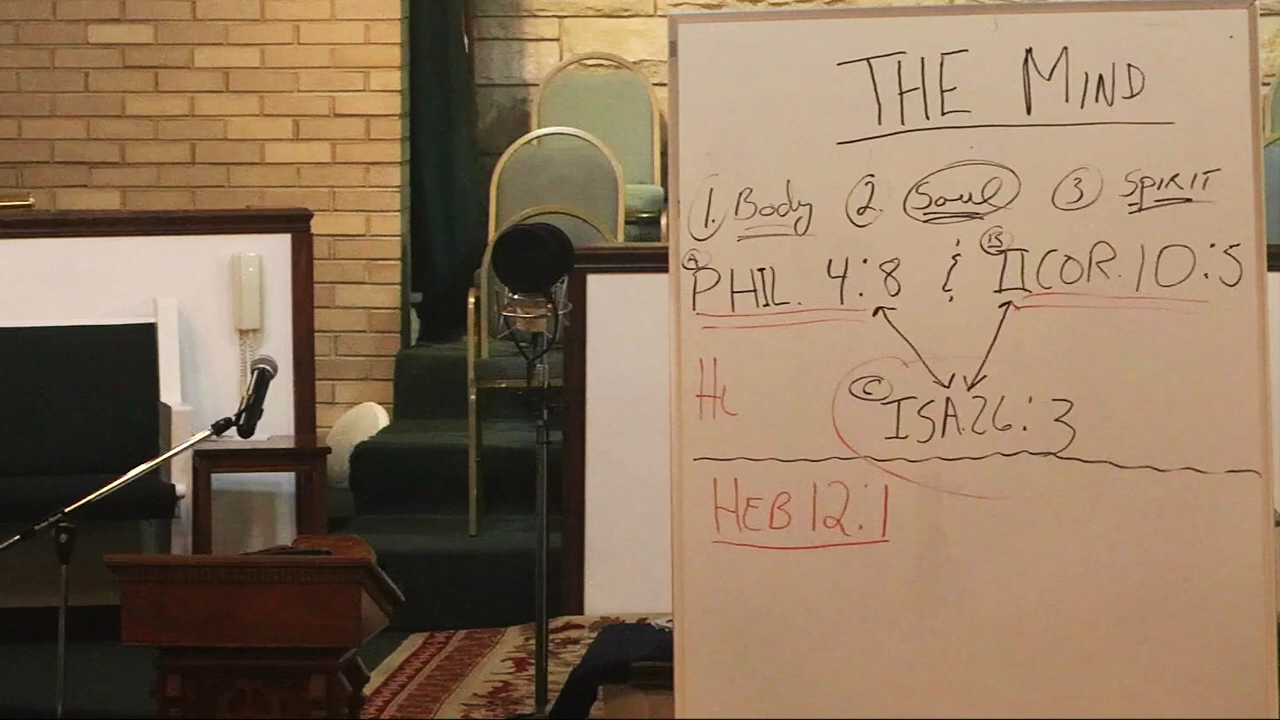 THE MIND
1. Body 2. Soul 3 SPIRIT
A PHIL. 4:8 & B II COR. 10:5
He
C ISA. 26:3
HEB 12:1